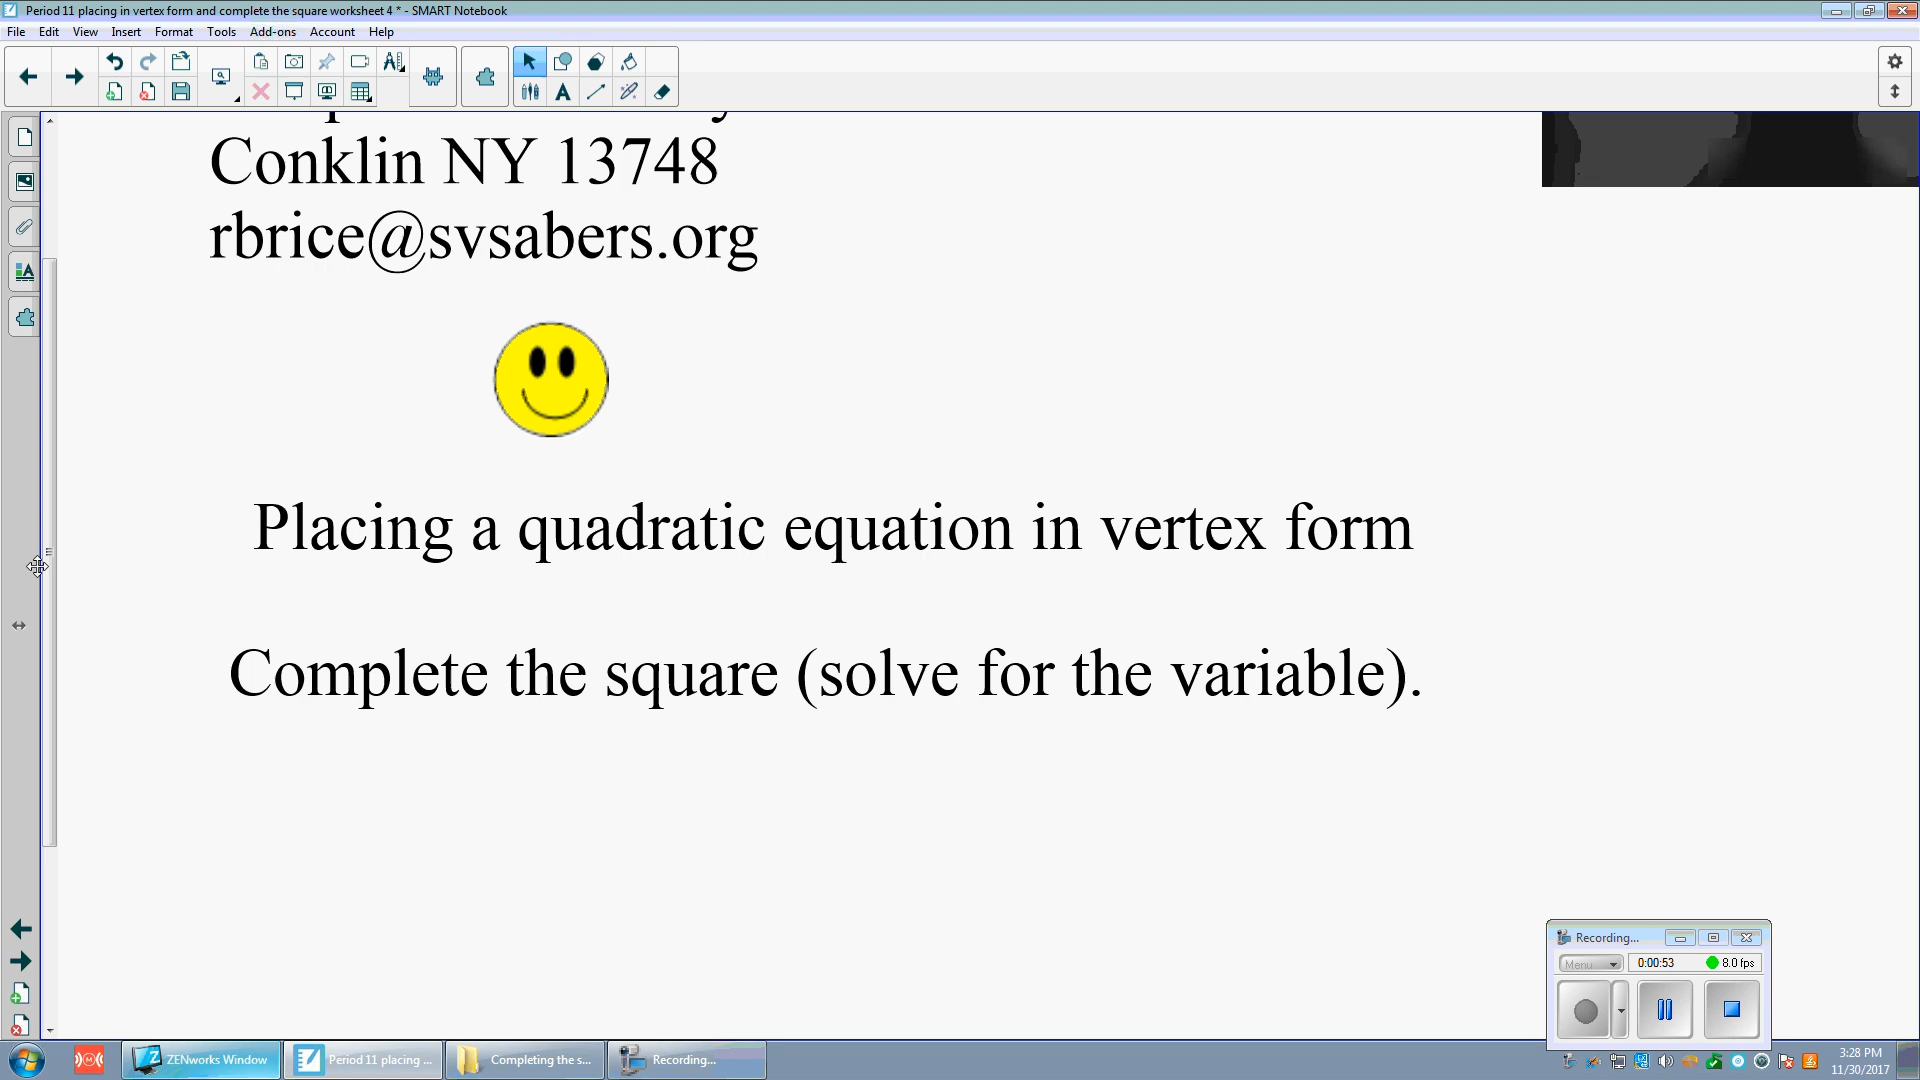 Period 11 placing in vertex form and complete the square worksheet 4 * - SMART Notebook
File Edit View Insert Format Tools Add-ons Account Help
Conklin NY 13748
rbrice@svsabers.org
Placing a quadratic equation in vertex form
Complete the square (solve for the variable).
Recording...
Menu 0:00:53 8.0 fps
ZENworks Window Period 11 placing ... Completing the s... Recording...
3:28 PM
11/30/2017